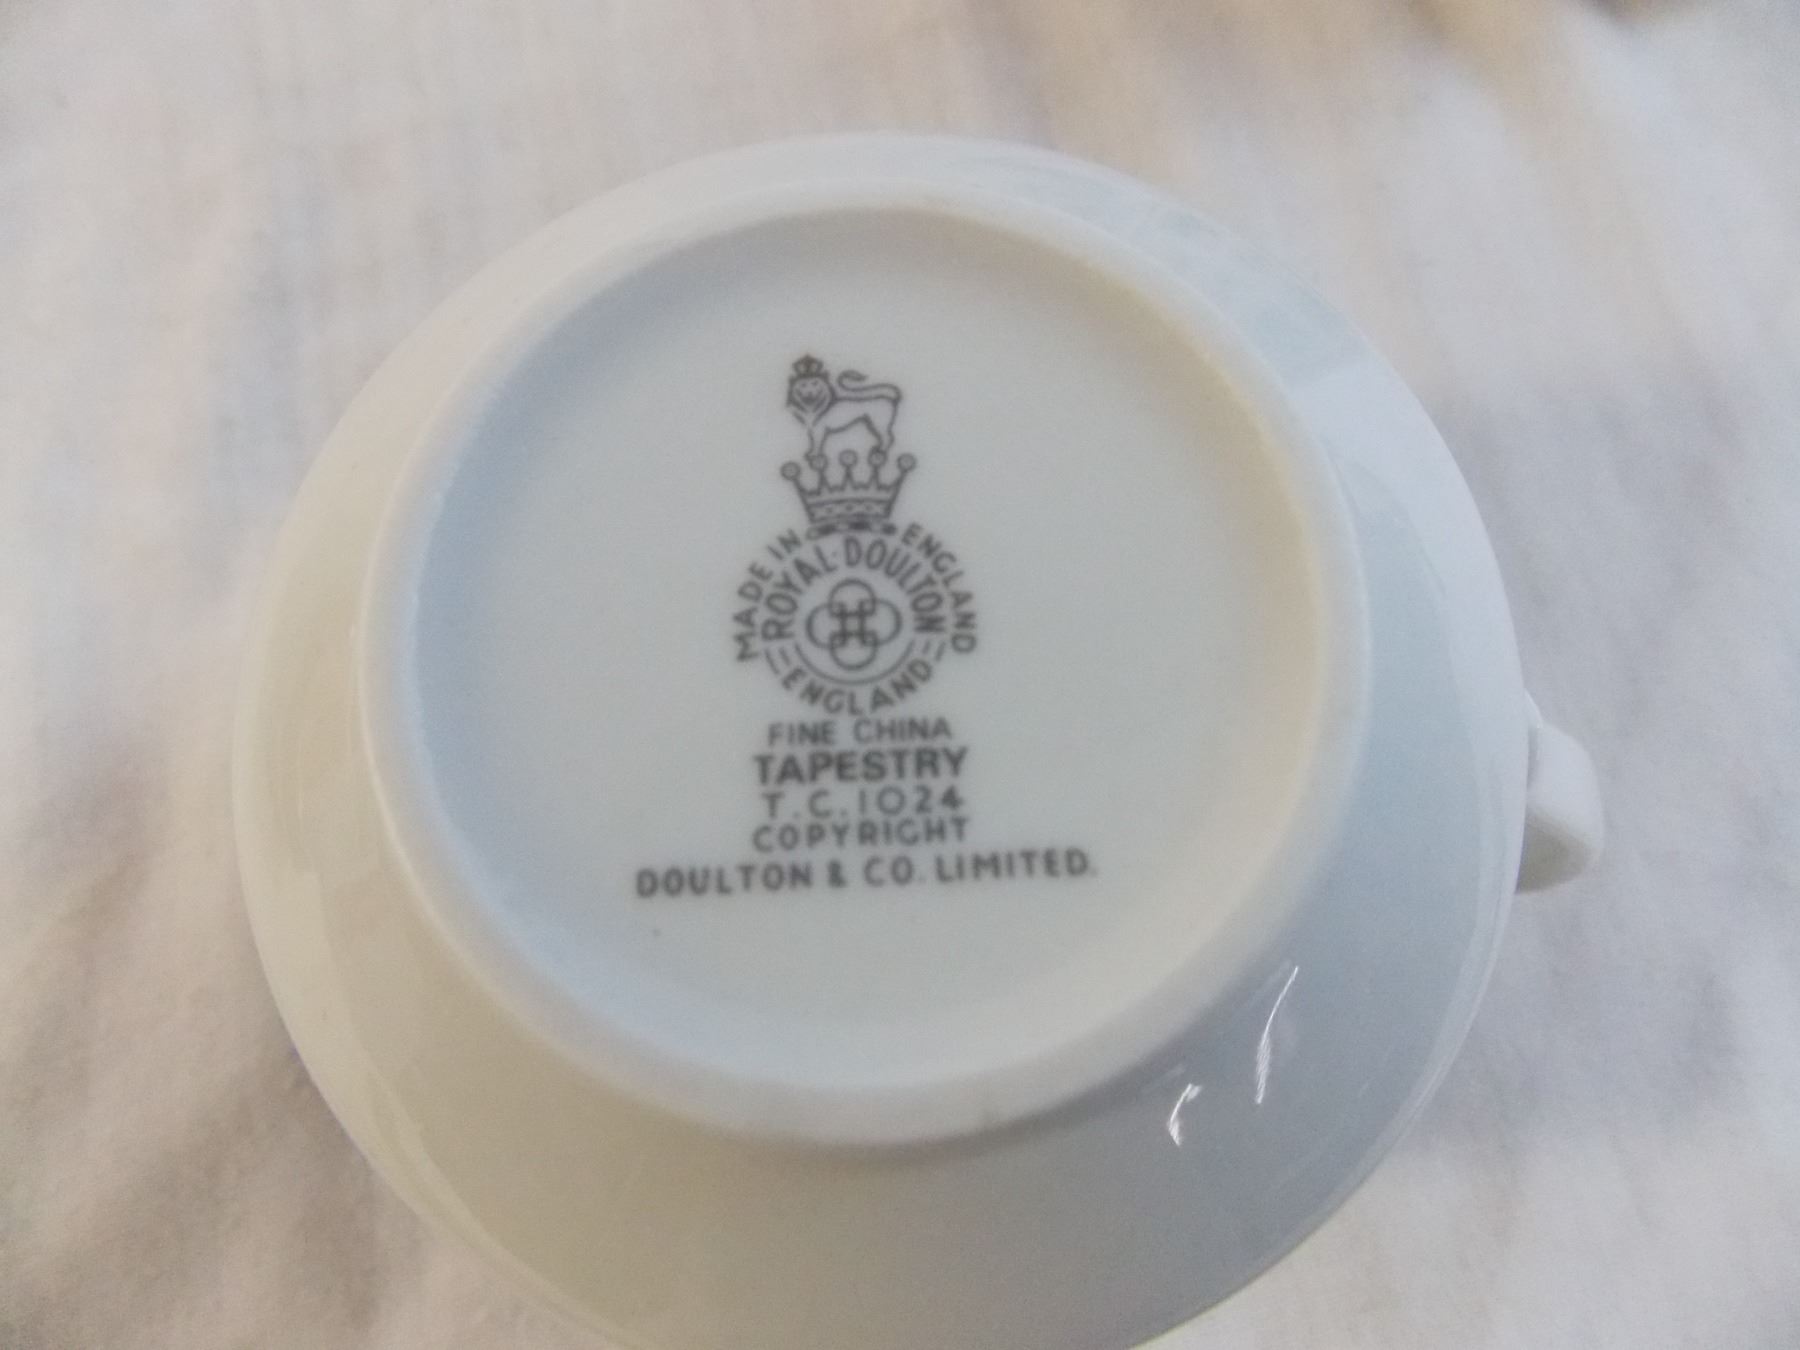 MADE IN ENGLAND
ROYAL·DOULTON
ENGLAND
FINE CHINA
TAPESTRY
T.C.1024
COPYRIGHT
DOULTON & CO. LIMITED.